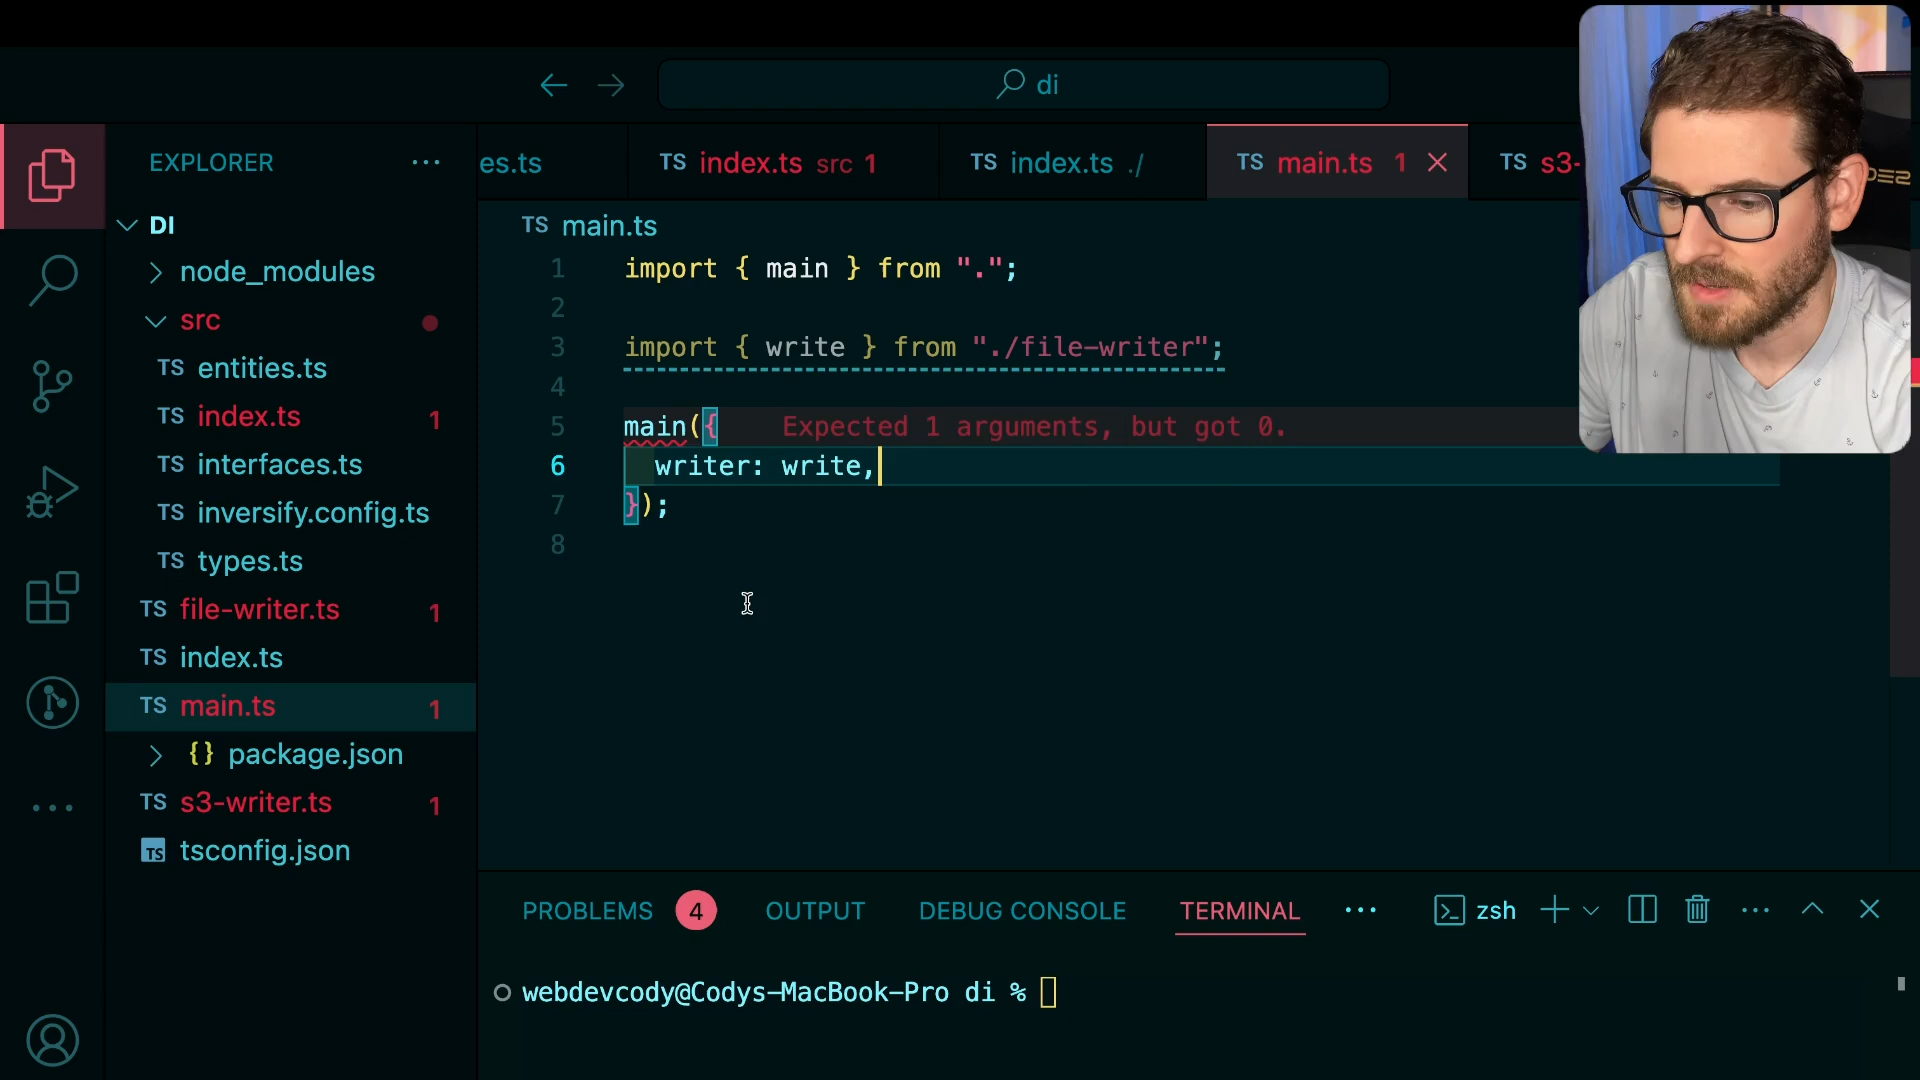 di
es.ts
TS index.ts src 1
TS index.ts ./
TS main.ts 1
TS s3-
EXPLORER
DI
node_modules
src
TS entities.ts
TS index.ts 1
TS interfaces.ts
TS inversify.config.ts
TS types.ts
TS file-writer.ts 1
TS index.ts
TS main.ts 1
{} package.json
TS s3-writer.ts 1
TS tsconfig.json
TS main.ts
1 import { main } from ".";
2
3 import { write } from "./file-writer";
4
5 main({ Expected 1 arguments, but got 0.
6 writer: write,
7 });
8
PROBLEMS 4 OUTPUT DEBUG CONSOLE TERMINAL
zsh
webdevcody@Codys-MacBook-Pro di %